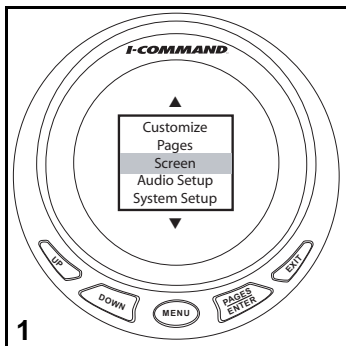 I-COMMAND
Customize
Pages
Screen
Audio Setup
System Setup
UP
DOWN
MENU
PAGES
ENTER
EXIT
1